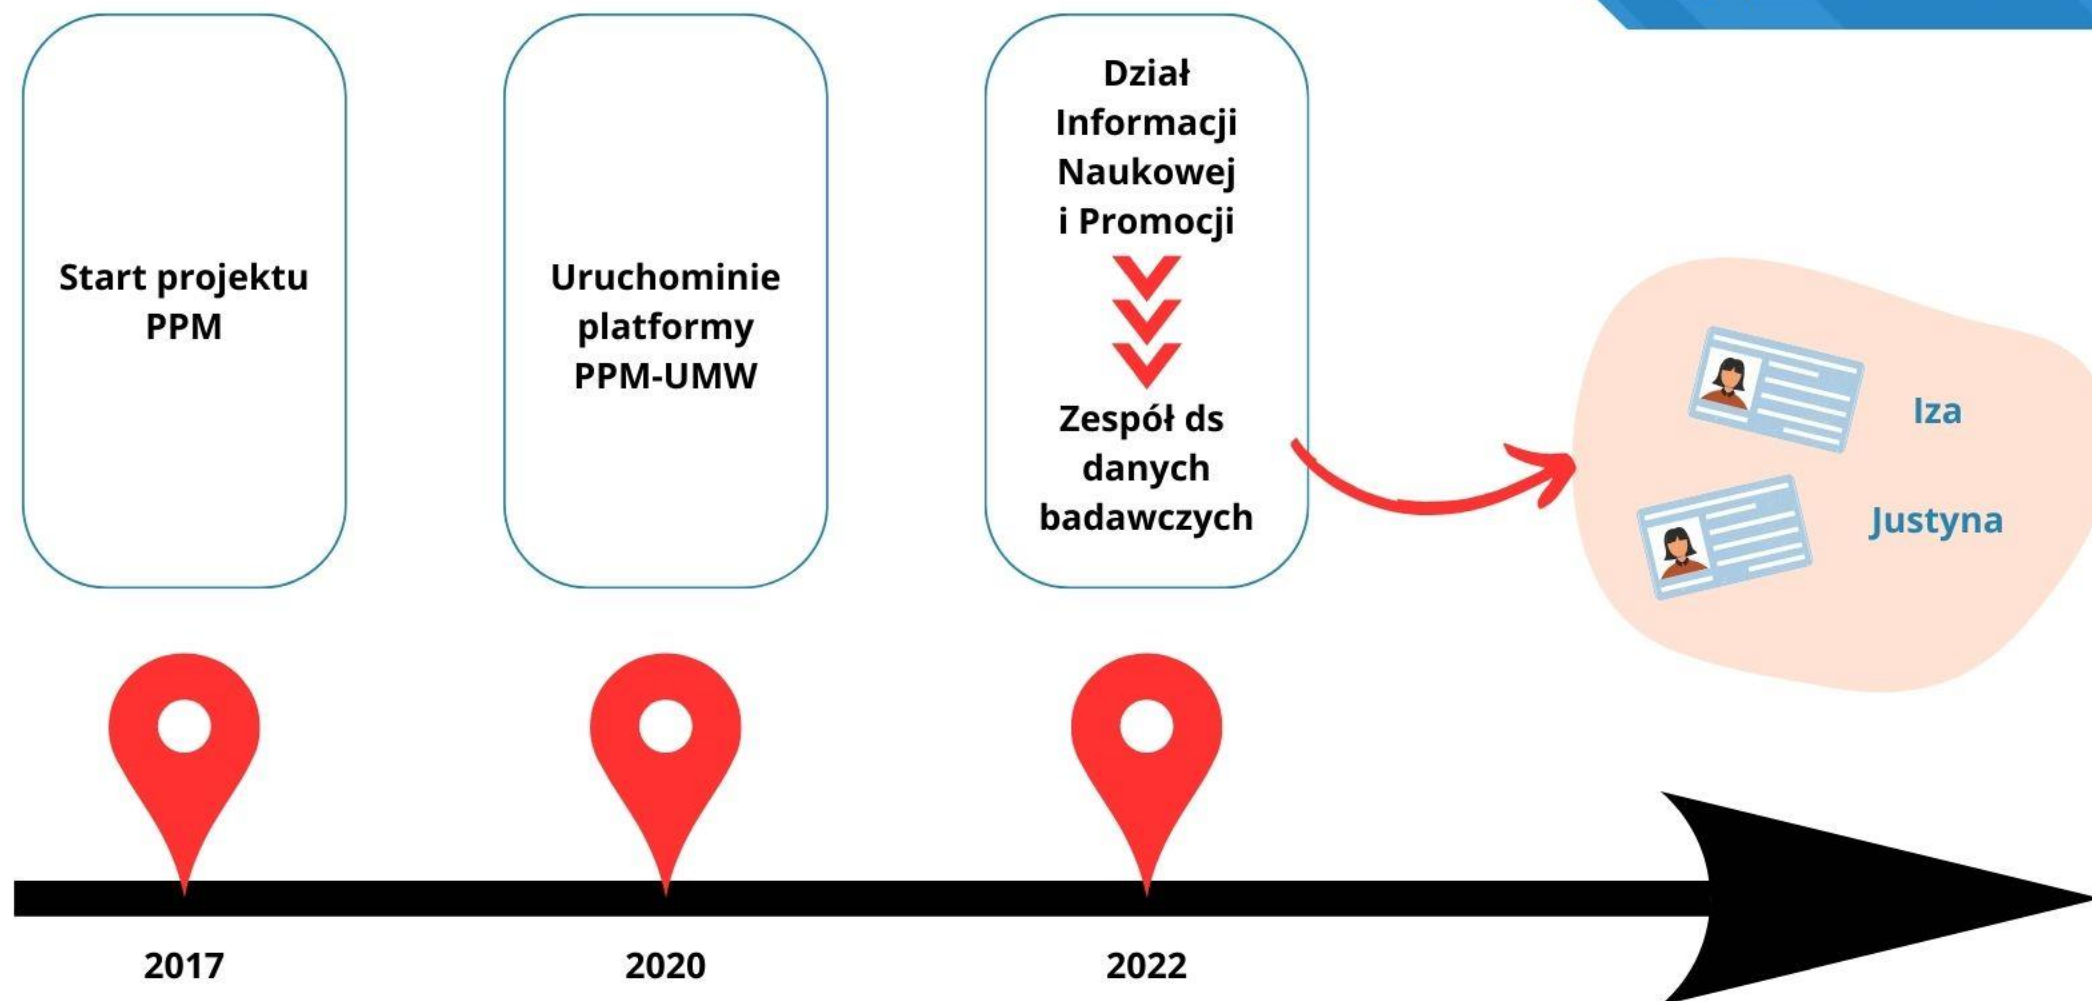 Start projektu
PPM
Uruchominie
platformy
PPM-UMW
Dział
Informacji
Naukowej
i Promocji
Zespół ds
danych
badawczych
Iza
Justyna
2017
2020
2022